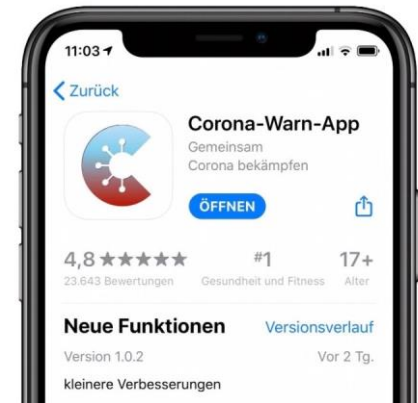 11:03
Zurück
Corona-Warn-App
Gemeinsam
Corona bekämpfen
ÖFFNEN
4,8 ★★★★★
#1
17+
23.643 Bewertungen
Gesundheit und Fitness
Alter
Neue Funktionen
Versionsverlauf
Version 1.0.2
Vor 2 Tg.
kleinere Verbesserungen